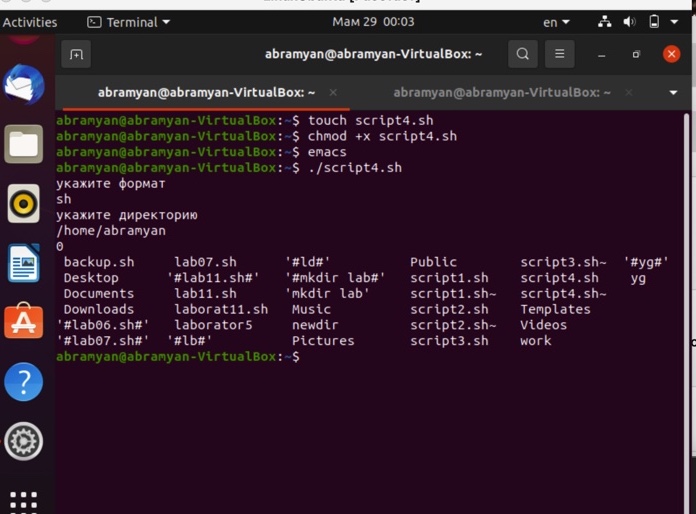 Activities Terminal Мам 29 00:03 en
abramyan@abramyan-VirtualBox: ~
abramyan@abramyan-VirtualBox: ~ abramyan@abramyan-VirtualBox: ~
abramyan@abramyan-VirtualBox:~$ touch script4.sh
abramyan@abramyan-VirtualBox:~$ chmod +x script4.sh
abramyan@abramyan-VirtualBox:~$ emacs
abramyan@abramyan-VirtualBox:~$ ./script4.sh
укажите формат
sh
укажите директорию
/home/abramyan
0
backup.sh lab07.sh '#ld#' Public script3.sh~ '#yg#'
Desktop '#lab11.sh#' '#mkdir lab#' script1.sh script4.sh yg
Documents lab11.sh 'mkdir lab' script1.sh~ script4.sh~
Downloads laborat11.sh Music script2.sh Templates
'#lab06.sh#' laborator5 newdir script2.sh~ Videos
'#lab07.sh#' '#lb#' Pictures script3.sh work
abramyan@abramyan-VirtualBox:~$